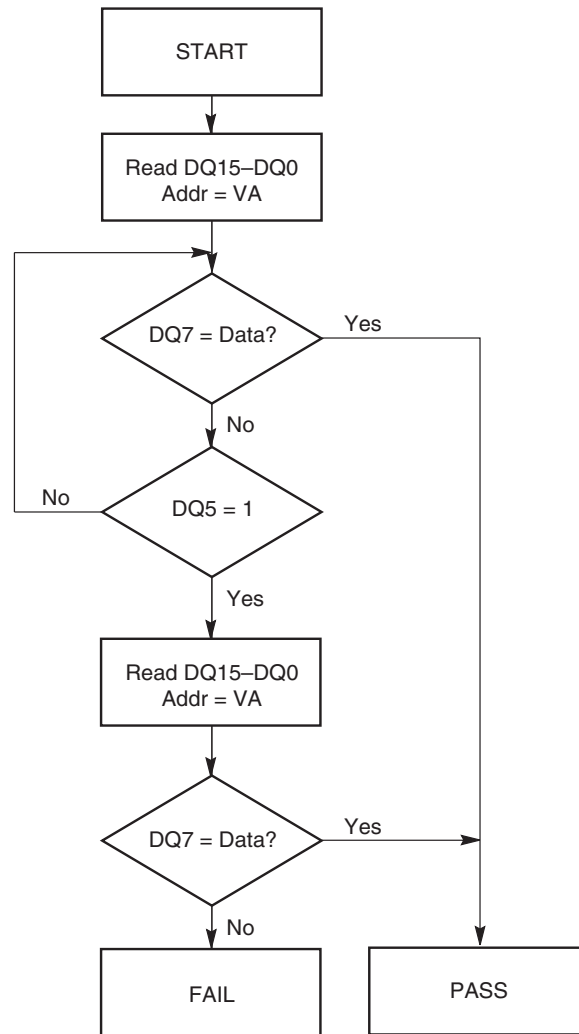 START
Read DQ15–DQ0
Addr = VA
DQ7 = Data?
Yes
No
No
DQ5 = 1
Yes
Read DQ15–DQ0
Addr = VA
DQ7 = Data?
Yes
No
FAIL
PASS